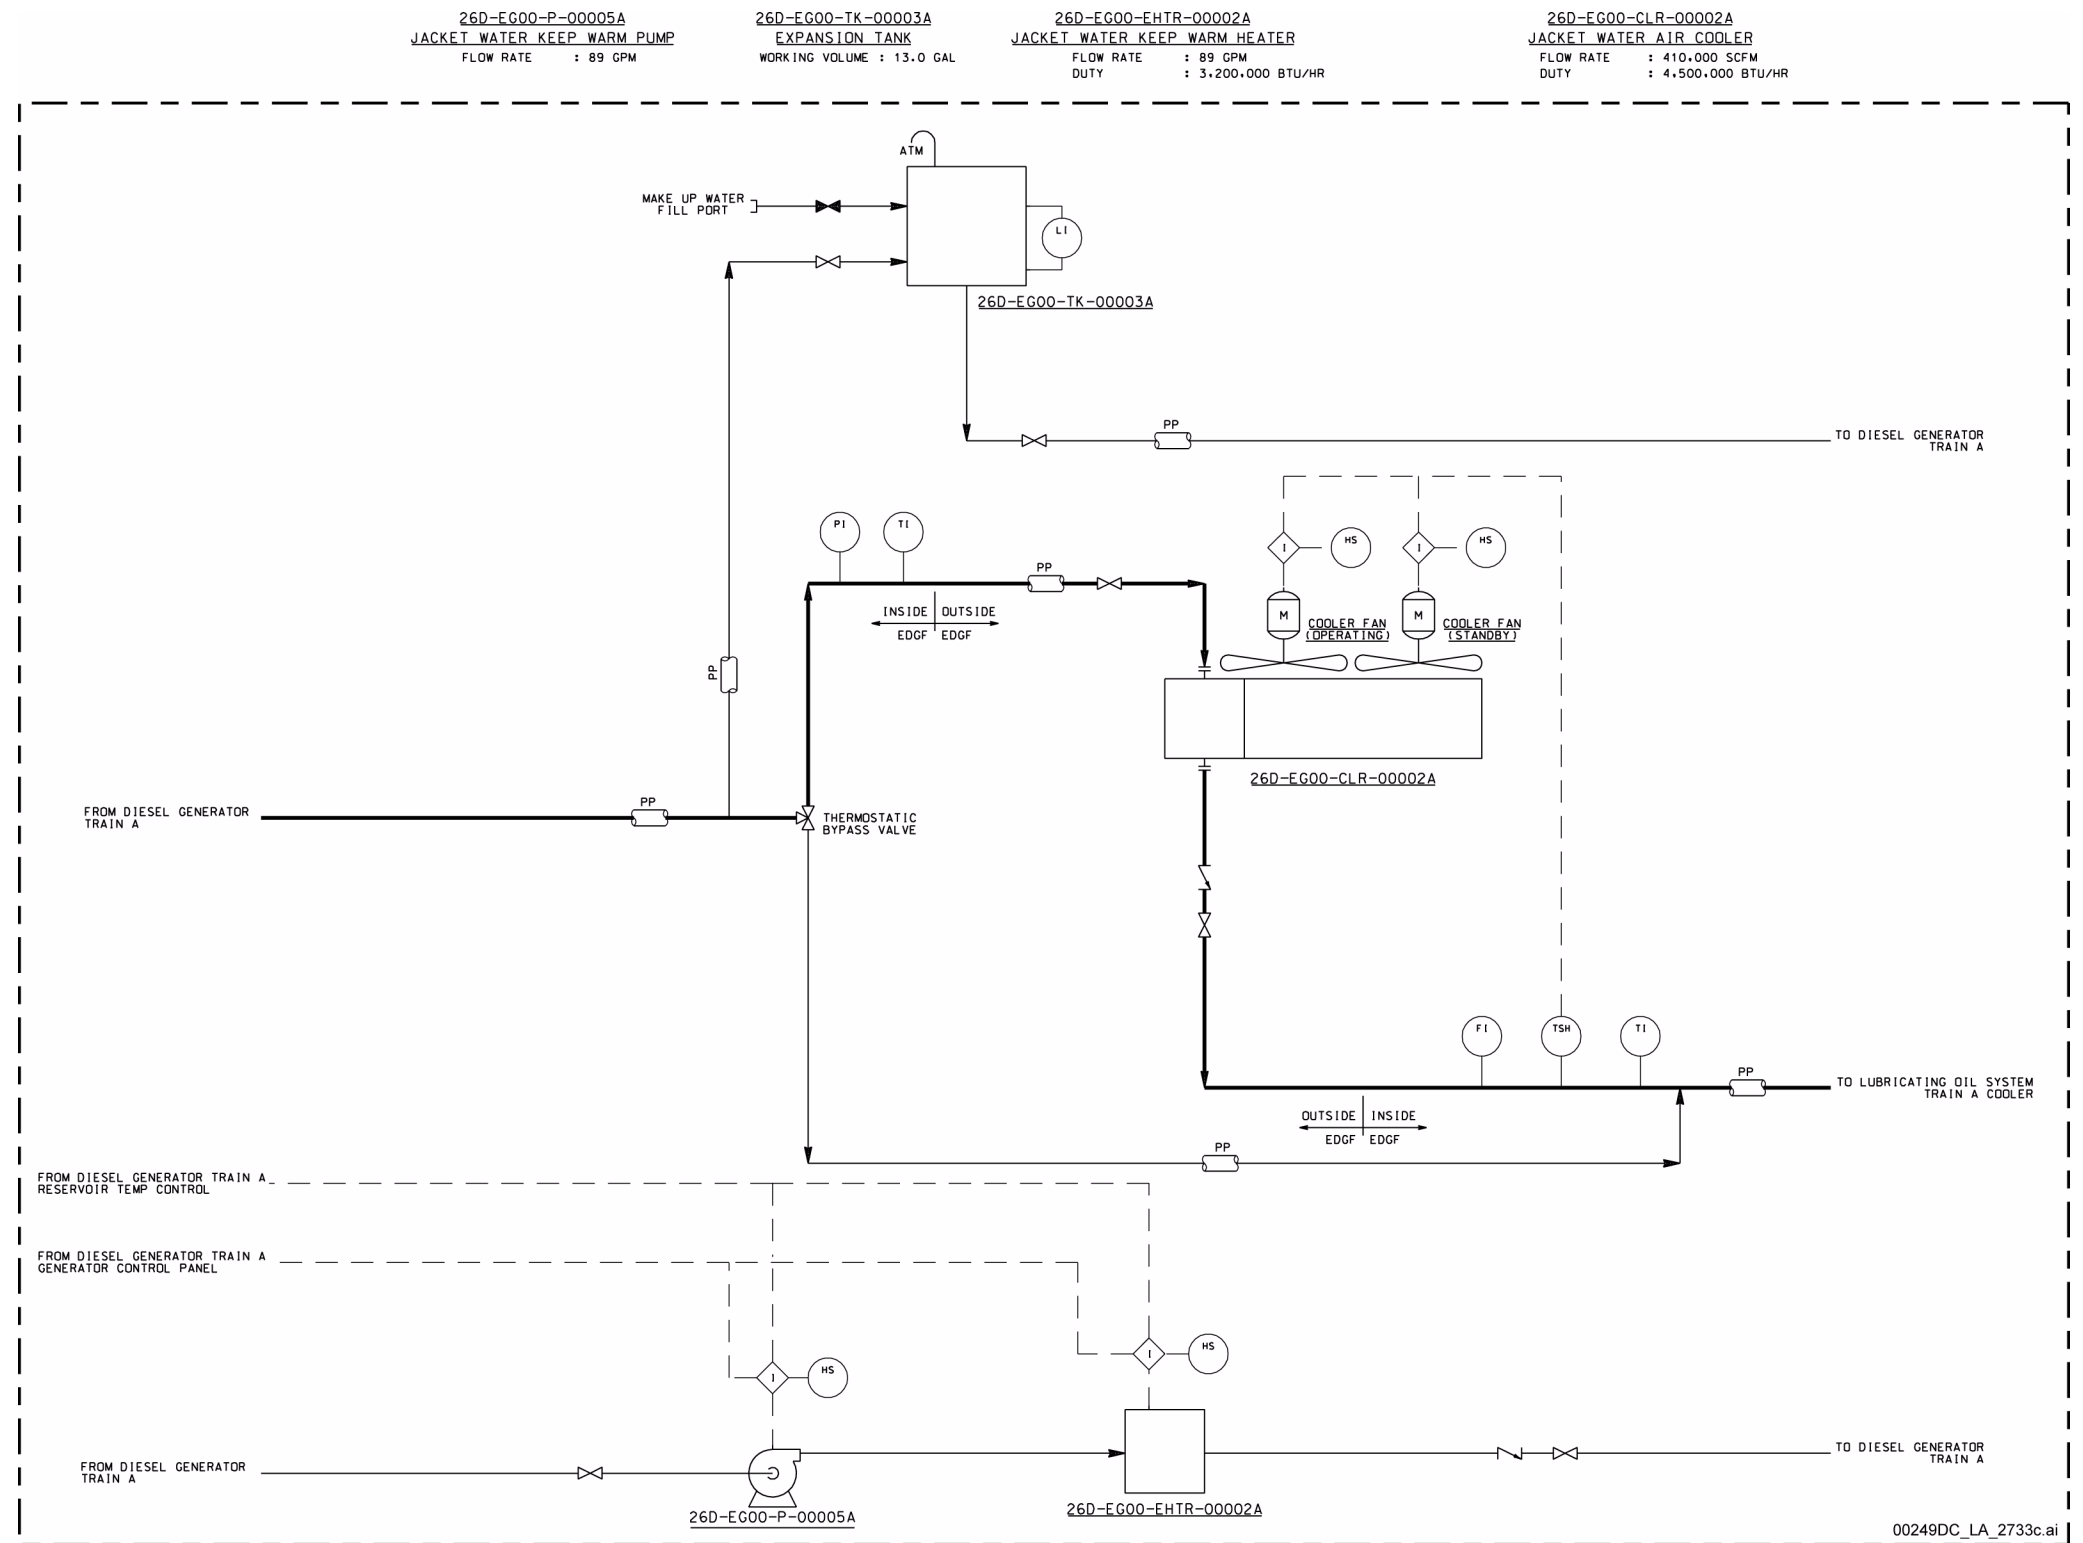 26D-EG00-P-00005A
JACKET WATER KEEP WARM PUMP
FLOW RATE : 89 GPM
26D-EG00-TK-00003A
EXPANSION TANK
WORKING VOLUME : 13.0 GAL
26D-EG00-EHTR-00002A
JACKET WATER KEEP WARM HEATER
FLOW RATE : 89 GPM
DUTY : 3,200,000 BTU/HR
26D-EG00-CLR-00002A
JACKET WATER AIR COOLER
FLOW RATE : 410,000 SCFM
DUTY : 4,500,000 BTU/HR
ATM
MAKE UP WATER
FILL PORT
LI
26D-EG00-TK-00003A
PP
TO DIESEL GENERATOR
TRAIN A
PI
TI
PP
INSIDE OUTSIDE
EDGF EDGF
I
HS
I
HS
M
COOLER FAN
(OPERATING)
M
COOLER FAN
(STANDBY)
PP
26D-EG00-CLR-00002A
FROM DIESEL GENERATOR
TRAIN A
PP
THERMOSTATIC
BYPASS VALVE
FI
TSH
TI
PP
TO LUBRICATING OIL SYSTEM
TRAIN A COOLER
OUTSIDE INSIDE
EDGF EDGF
PP
FROM DIESEL GENERATOR TRAIN A
RESERVOIR TEMP CONTROL
FROM DIESEL GENERATOR TRAIN A
GENERATOR CONTROL PANEL
I
HS
I
HS
FROM DIESEL GENERATOR
TRAIN A
26D-EG00-P-00005A
26D-EG00-EHTR-00002A
TO DIESEL GENERATOR
TRAIN A
00249DC_LA_2733c.ai